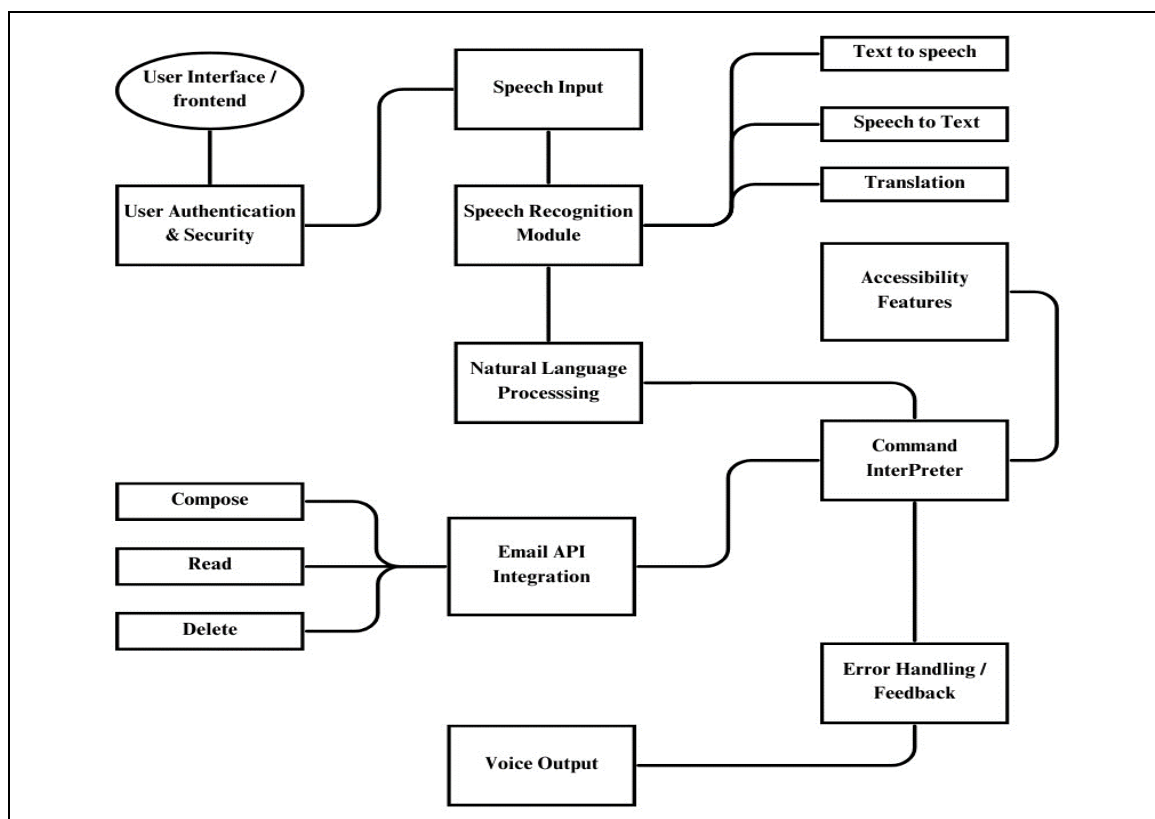 User Interface /
frontend
Speech Input
Text to speech
Speech to Text
Translation
User Authentication
& Security
Speech Recognition
Module
Accessibility
Features
Natural Language
Processsing
Command
InterPreter
Compose
Read
Delete
Email API
Integration
Error Handling /
Feedback
Voice Output